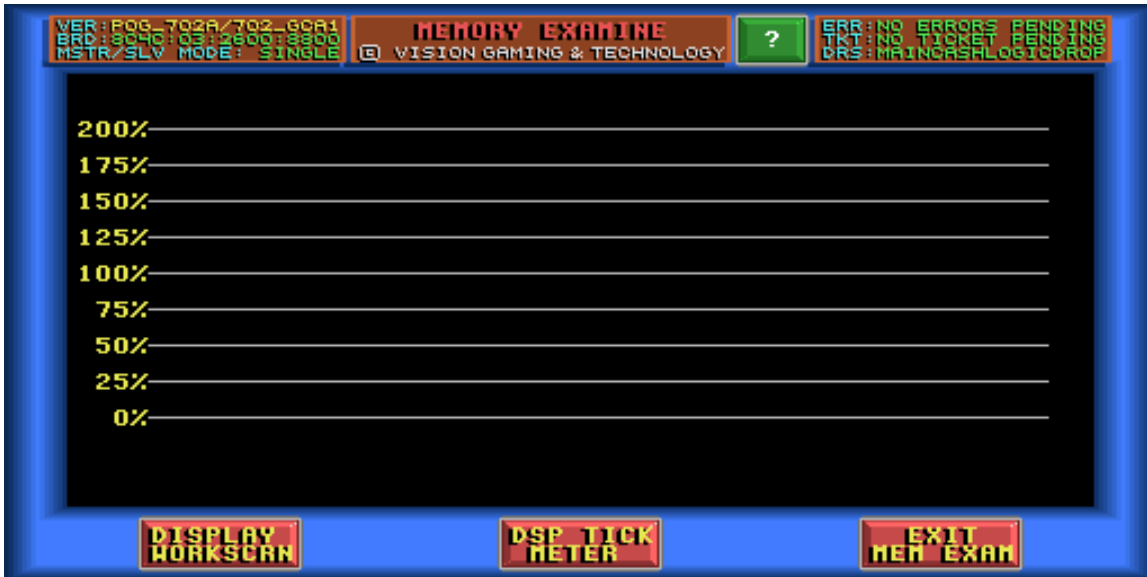 VER:POG_702A/702_GCA1
BRD:8040:03:2600:8800
MSTR/SLV MODE: SINGLE
MEMORY EXAMINE
VISION GAMING & TECHNOLOGY
?
ERR:NO ERRORS PENDING
TKT:NO TICKET PENDING
DRS:MAINCASHLOGICDROP
200%
175%
150%
125%
100%
75%
50%
25%
0%
DISPLAY
WORKSCRN
DSP TICK
METER
EXIT
MEM EXAM